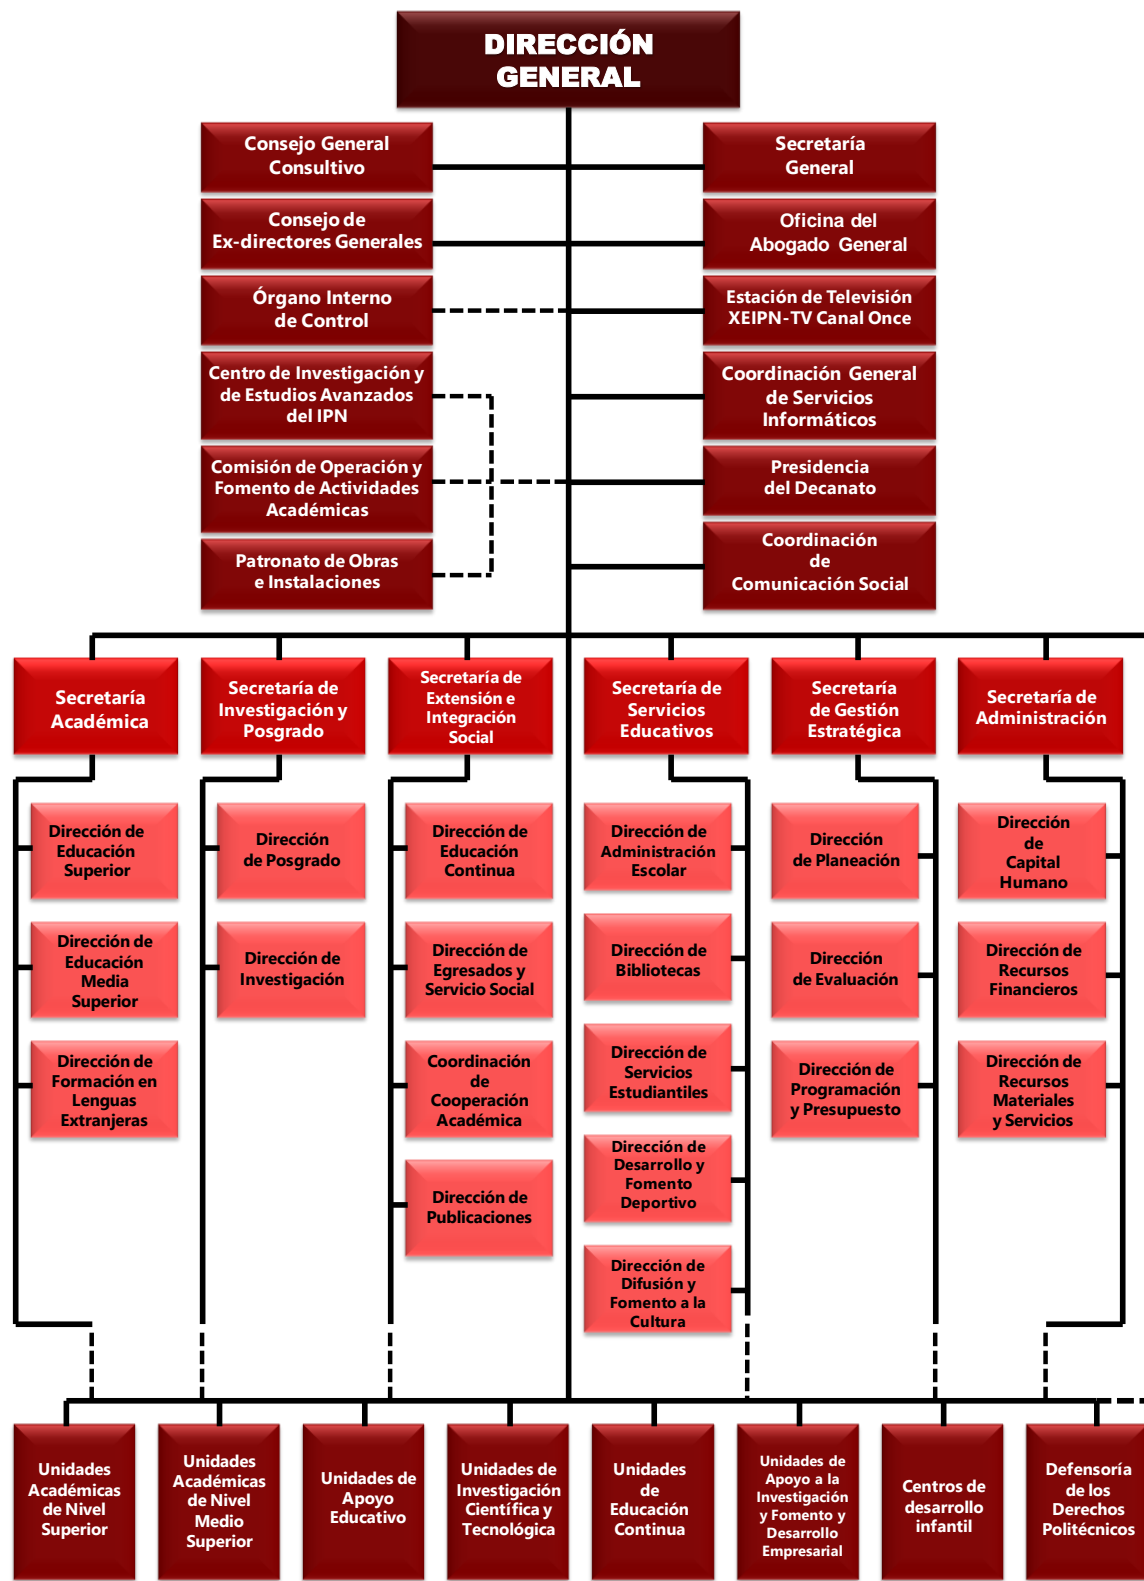 DIRECCIÓN
GENERAL
Consejo General
Consultivo
Secretaría
General
Consejo de
Ex-directores Generales
Oficina del
Abogado General
Órgano Interno
de Control
Estación de Televisión
XEIPN-TV Canal Once
Centro de Investigación y
de Estudios Avanzados
del IPN
Coordinación General
de Servicios
Informáticos
Comisión de Operación y
Fomento de Actividades
Académicas
Presidencia
del Decanato
Patronato de Obras
e Instalaciones
Coordinación
de
Comunicación Social
Secretaría
Académica
Secretaría de
Investigación y
Posgrado
Secretaría de
Extensión e
Integración
Social
Secretaría de
Servicios
Educativos
Secretaría
de Gestión
Estratégica
Secretaría de
Administración
Dirección de
Educación
Superior
Dirección
de Posgrado
Dirección de
Educación
Continua
Dirección de
Administración
Escolar
Dirección
de Planeación
Dirección
de
Capital
Humano
Dirección de
Educación
Media
Superior
Dirección de
Investigación
Dirección de
Egresados y
Servicio Social
Dirección de
Bibliotecas
Dirección
de Evaluación
Dirección de
Recursos
Financieros
Dirección de
Formación en
Lenguas
Extranjeras
Coordinación
de
Cooperación
Académica
Dirección de
Servicios
Estudiantiles
Dirección de
Programación
y Presupuesto
Dirección de
Recursos
Materiales
y Servicios
Dirección de
Publicaciones
Dirección de
Desarrollo y
Fomento
Deportivo
Dirección de
Difusión y
Fomento a la
Cultura
Unidades
Académicas
de Nivel
Superior
Unidades
Académicas
de Nivel
Medio
Superior
Unidades de
Apoyo
Educativo
Unidades de
Investigación
Científica y
Tecnológica
Unidades
de
Educación
Continua
Unidades de
Apoyo a la
Investigación
y Fomento y
Desarrollo
Empresarial
Centros de
desarrollo
infantil
Defensoría
de los
Derechos
Politécnicos